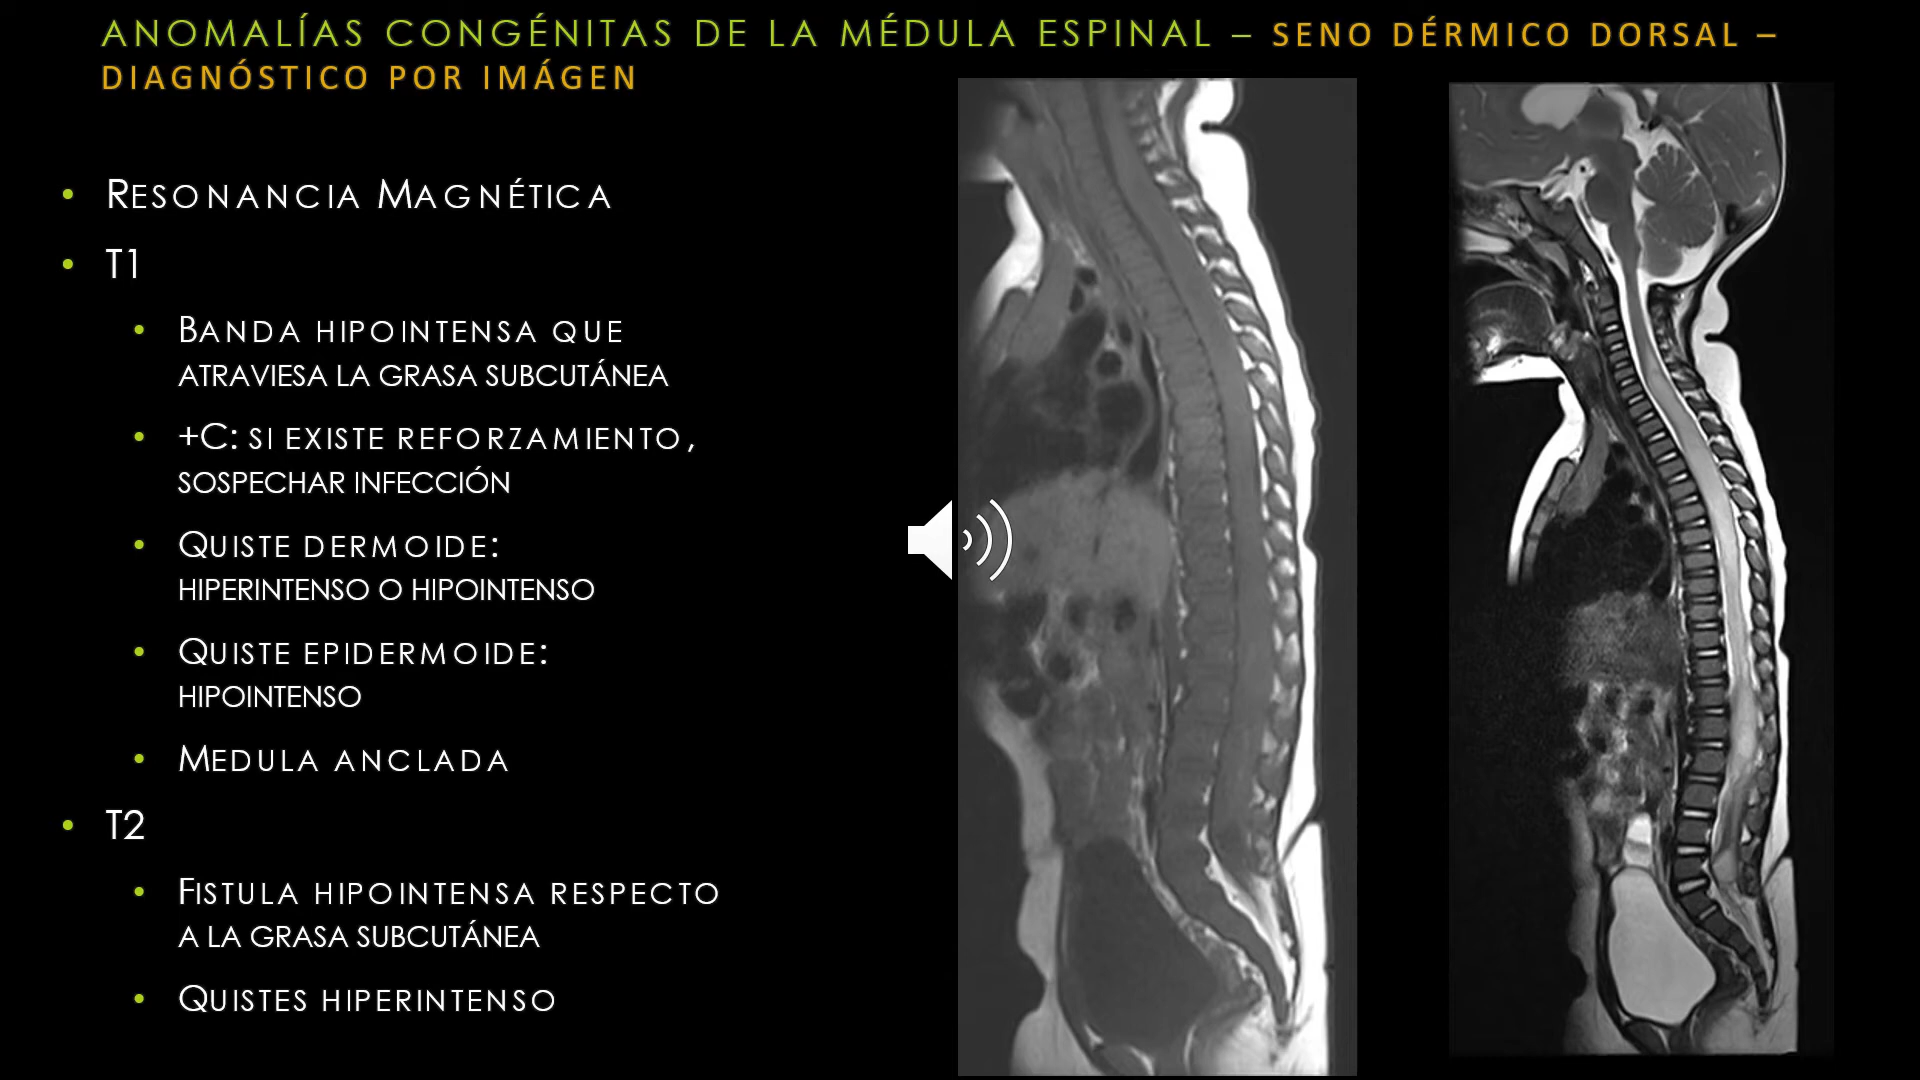 ANOMALÍAS CONGÉNITAS DE LA MÉDULA ESPINAL – SENO DÉRMICO DORSAL –
DIAGNÓSTICO POR IMÁGEN
• RESONANCIA MAGNÉTICA
• T1
• BANDA HIPOINTENSA QUE
ATRAVIESA LA GRASA SUBCUTÁNEA
• +C: SI EXISTE REFORZAMIENTO,
SOSPECHAR INFECCIÓN
• QUISTE DERMOIDE:
HIPERINTENSO O HIPOINTENSO
• QUISTE EPIDERMOIDE:
HIPOINTENSO
• MEDULA ANCLADA
• T2
• FISTULA HIPOINTENSA RESPECTO
A LA GRASA SUBCUTÁNEA
• QUISTES HIPERINTENSO